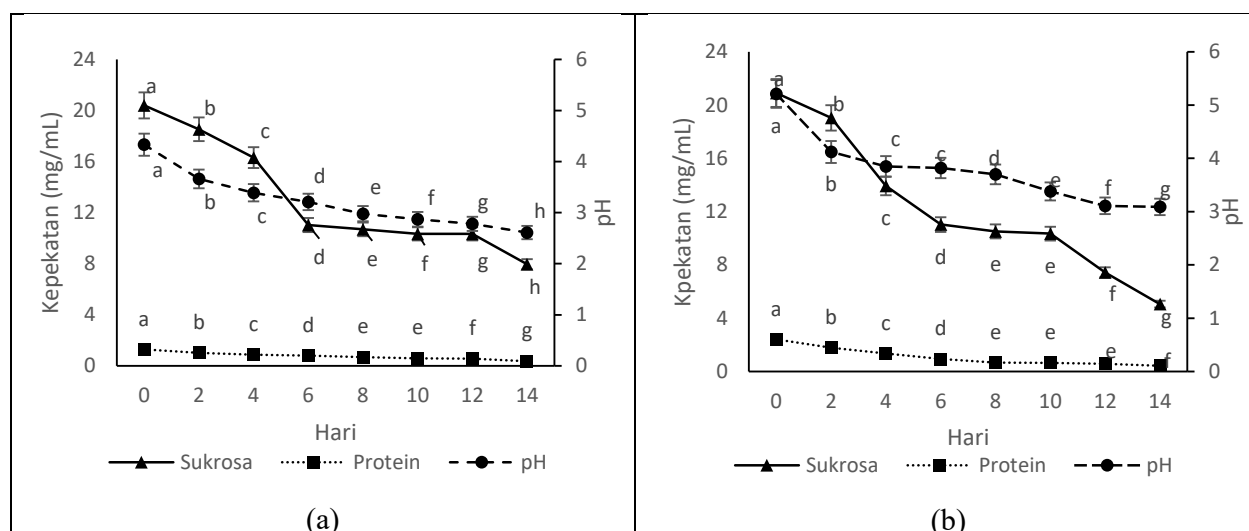 24
20
16
12
8
4
0
Kepekatan (mg/mL)
a b c d e f g h
a b c d e f g h
a b c d e e f g
6
5
4
3
2
1
0
pH
0 2 4 6 8 10 12 14
Hari
Sukrosa Protein pH
(a)
24
20
16
12
8
4
0
Kpekatan (mg/mL)
a b c c d e f g
a b c d e e f g
a b c d e e e f
6
5
4
3
2
1
0
pH
0 2 4 6 8 10 12 14
Hari
Sukrosa Protein pH
(b)